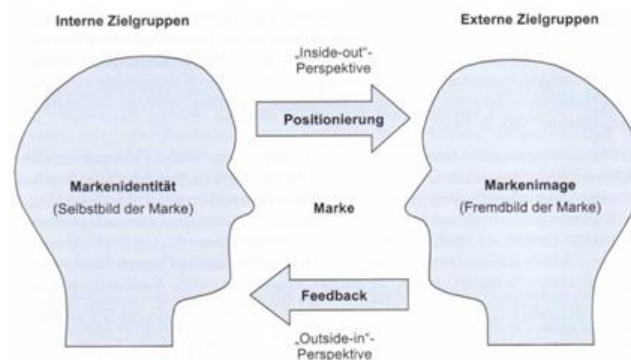 Interne Zielgruppen
Externe Zielgruppen
„Inside-out“-
Perspektive
Positionierung
Markenidentität
(Selbstbild der Marke)
Marke
Markenimage
(Fremdbild der Marke)
Feedback
„Outside-in“-
Perspektive